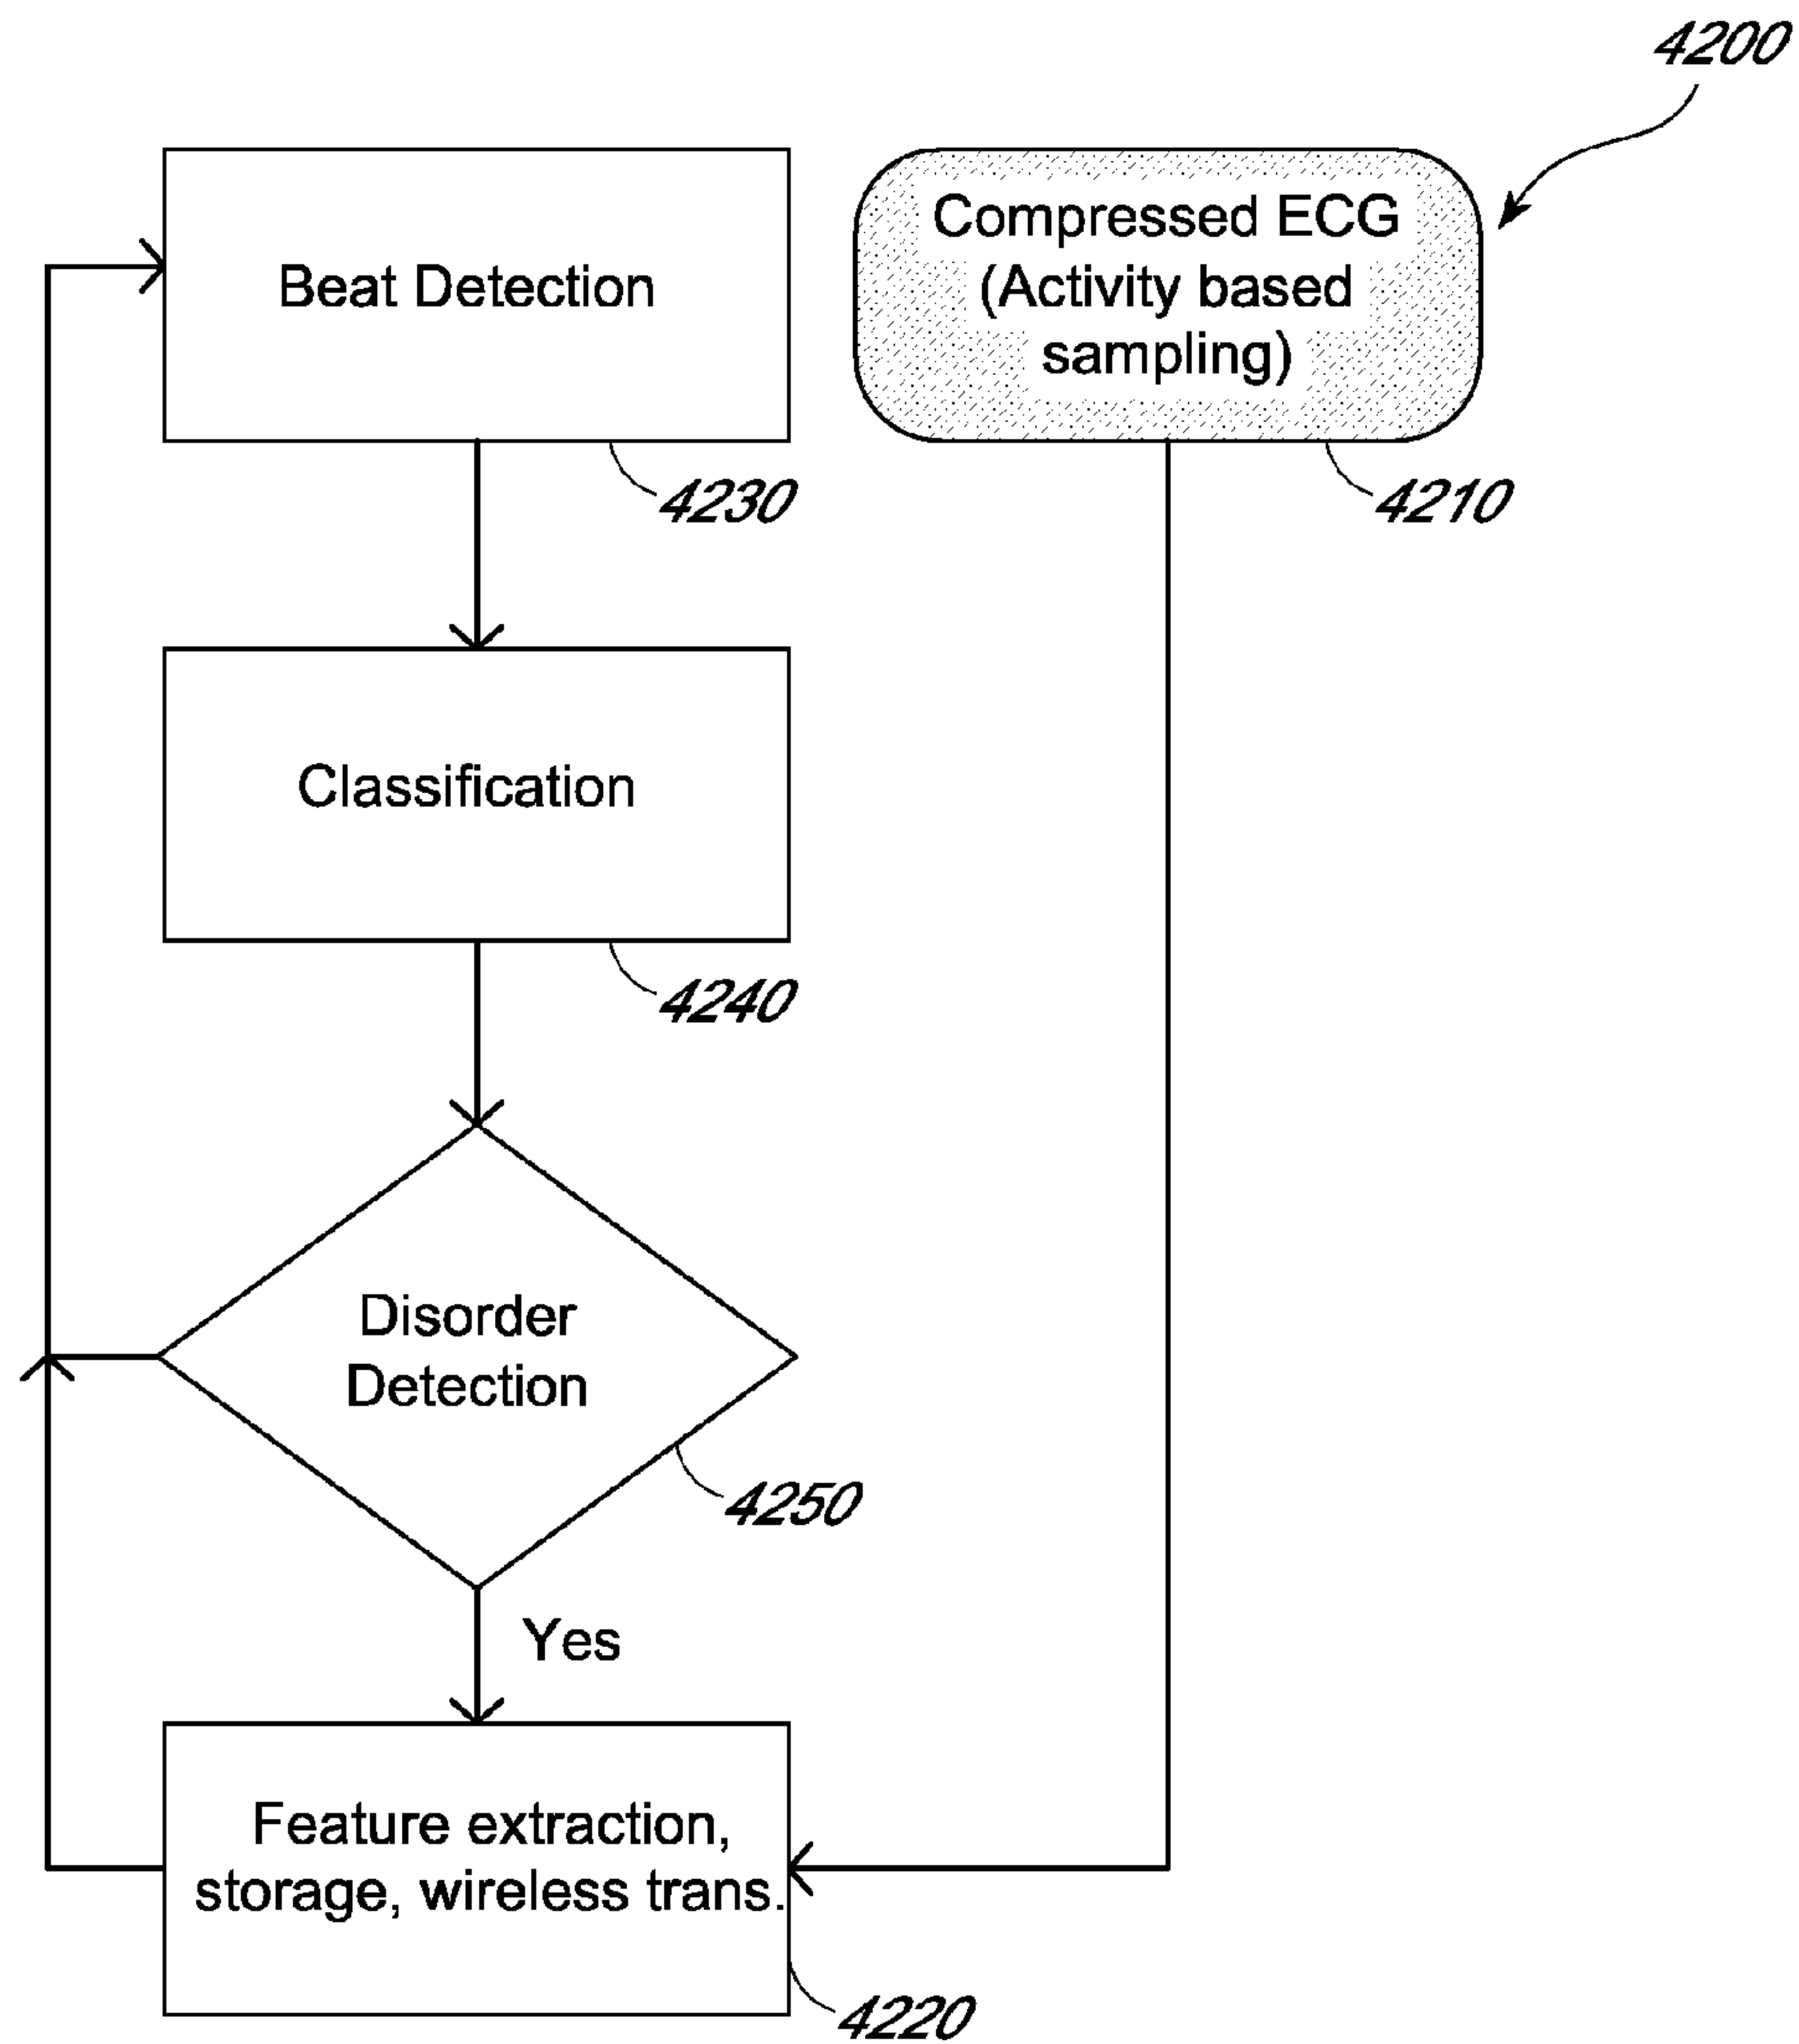 4200
Beat Detection
4230
Compressed ECG
(Activity based
sampling)
4210
Classification
4240
Disorder
Detection
4250
Yes
Feature extraction,
storage, wireless trans.
4220